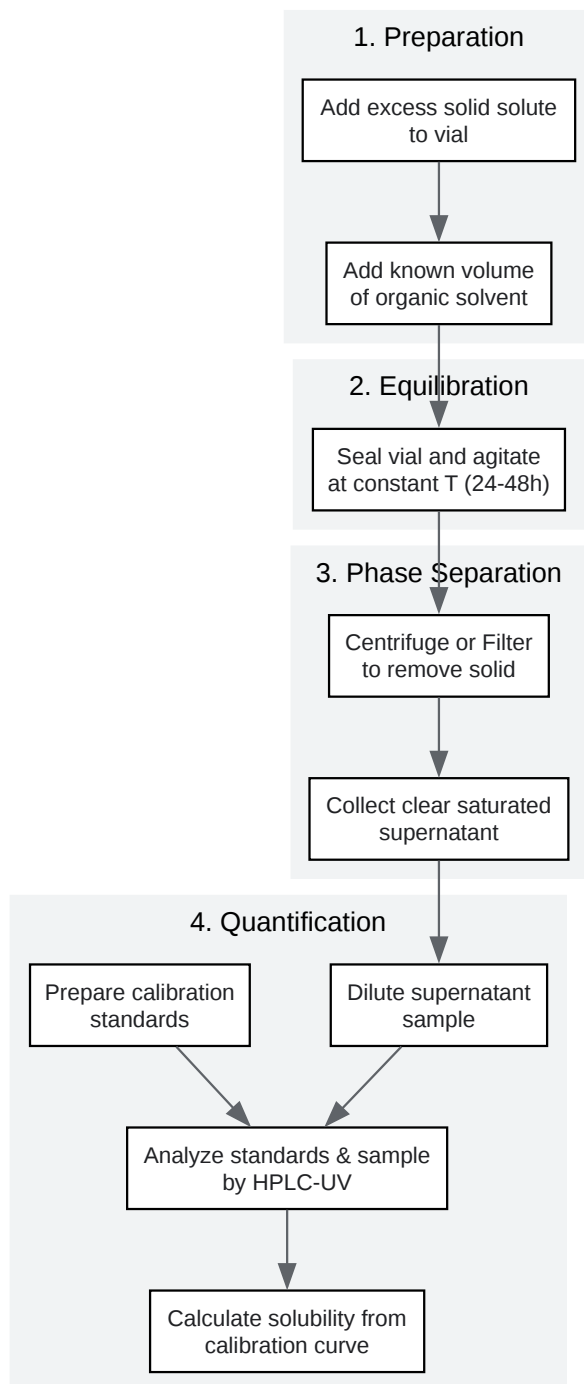 1. Preparation
Add excess solid solute
to vial
Add known volume
of organic solvent
2. Equilibration
Seal vial and agitate
at constant T (24-48h)
3. Phase Separation
Centrifuge or Filter
to remove solid
Collect clear saturated
supernatant
4. Quantification
Prepare calibration
standards
Dilute supernatant
sample
Analyze standards & sample
by HPLC-UV
Calculate solubility from
calibration curve